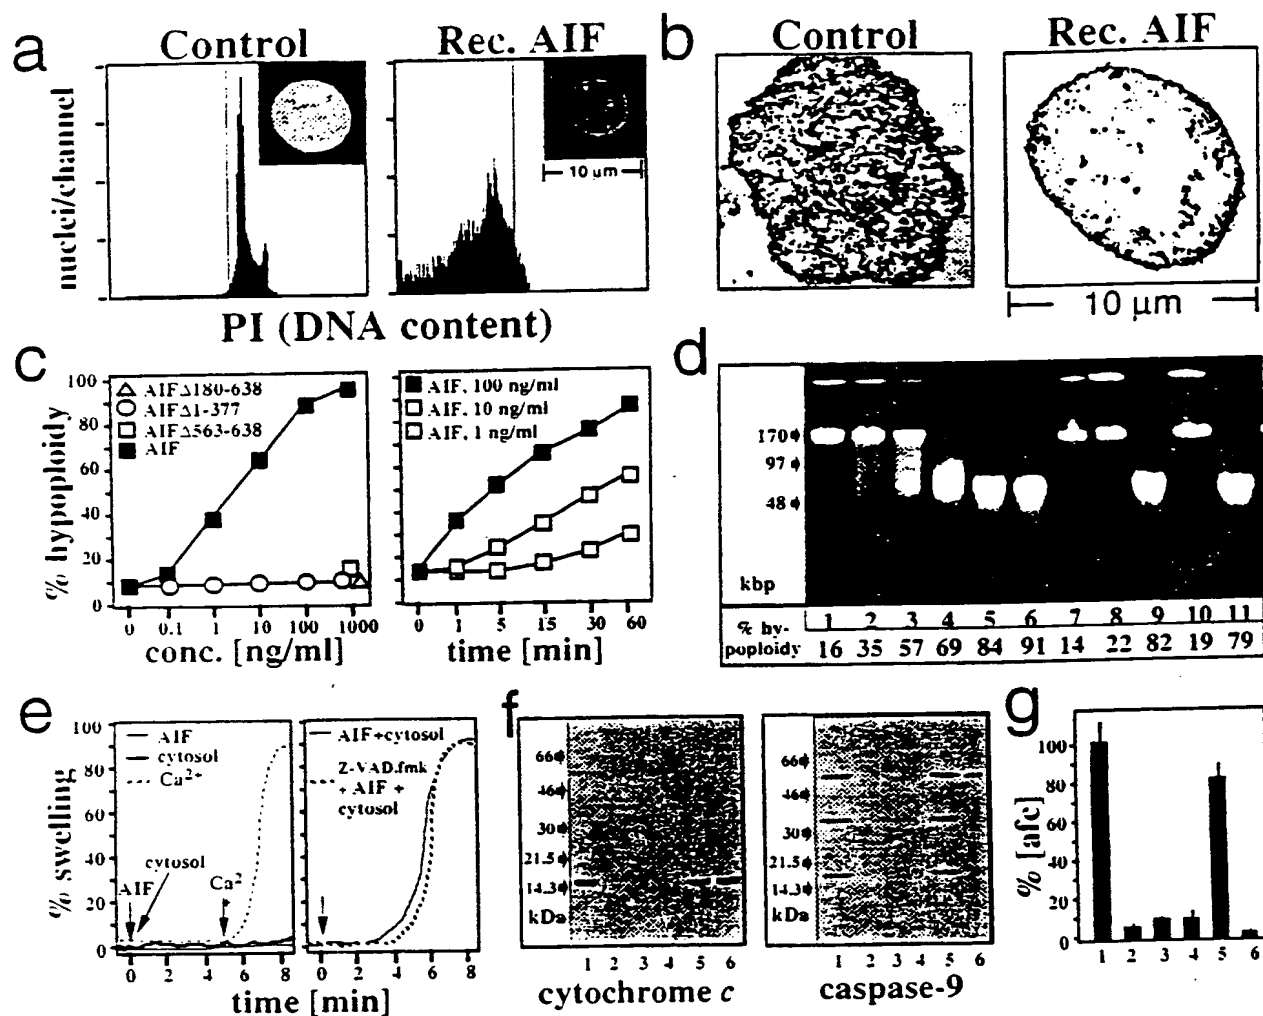 a
Control
Rec. AIF
nuclei/channel
10 µm
PI (DNA content)
b
Control
Rec. AIF
10 µm
c
% hypoploidy
100
80
60
40
20
0
AIFΔ180-638
AIFΔ1-377
AIFΔ563-638
AIF
0 0.1 1 10 100 1000
conc. [ng/ml]
AIF, 100 ng/ml
AIF, 10 ng/ml
AIF, 1 ng/ml
0 1 5 15 30 60
time [min]
d
170
97
48
kbp
1 2 3 4 5 6 7 8 9 10 11
% hy-
poploidy
16 35 57 69 84 91 14 22 82 19 79
e
% swelling
100
80
60
40
20
0
AIF
cytosol
Ca2+
AIF
cytosol
Ca2
0 2 4 6 8
AIF+cytosol
Z-VAD.fmk
+ AIF +
cytosol
0 2 4 6 8
time [min]
f
66
46
30
21.5
14.3
kDa
1 2 3 4 5 6
cytochrome c
66
46
30
21.5
14.3
kDa
1 2 3 4 5 6
caspase-9
g
% [afc]
100
80
60
40
20
0
1 2 3 4 5 6